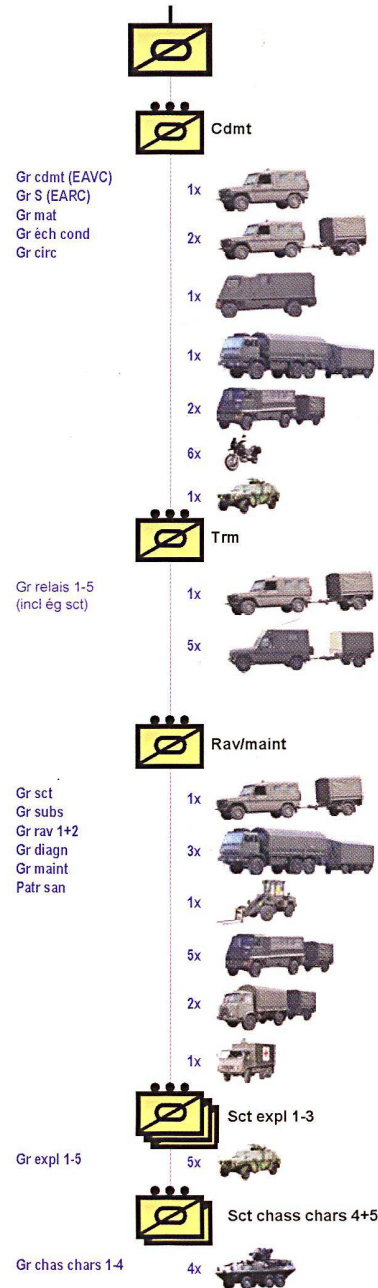 Cdmt
Gr cdmt (EAVC)
Gr S (EARC)
Gr mat
Gr éch cond
Gr circ
1x
2x
1x
1x
2x
6x
1x
Trm
Gr relais 1-5
(incl ég sct)
1x
5x
Rav/maint
Gr sct
Gr subs
Gr rav 1+2
Gr diagn
Gr maint
Patr san
1x
3x
1x
5x
2x
1x
Sct expl 1-3
Gr expl 1-5
5x
Sct chass chars 4+5
Gr chas chars 1-4
4x